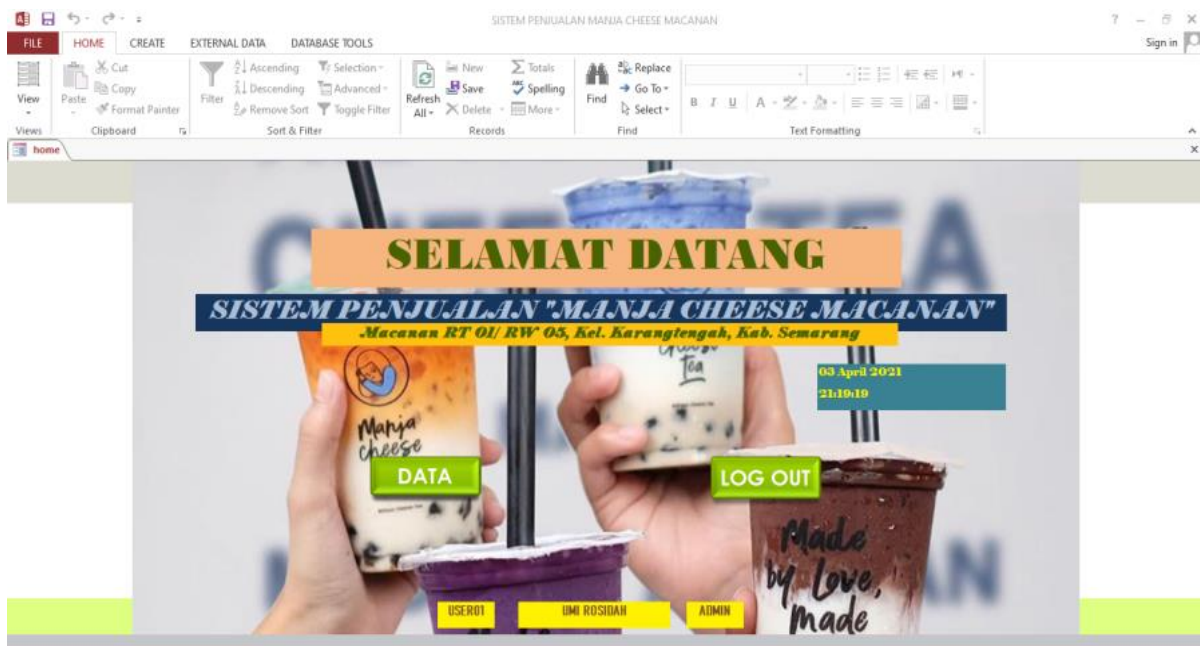 SISTEM PENJUALAN MANJA CHEESE MACANAN
?
FILE HOME CREATE EXTERNAL DATA DATABASE TOOLS
Sign in
View
Views
Paste
Cut
Copy
Format Painter
Clipboard
Filter
Ascending
Descending
Remove Sort
Selection
Advanced
Toggle Filter
Sort & Filter
Refresh All
New
Save
Delete
Totals
Spelling
More
Records
Find
Replace
Go To
Select
Find
B I U A
Text Formatting
home
SELAMAT DATANG
SISTEM PENJUALAN "MANJA CHEESE MACANAN"
Macanan RT 01/ RW 05, Kel. Karangtengah, Kab. Semarang
03 April 2021
21:19:19
Tea
Manja
cheese
DATA
LOG OUT
Made
by Love,
made
USER01 UMI ROSIDAH ADMIN